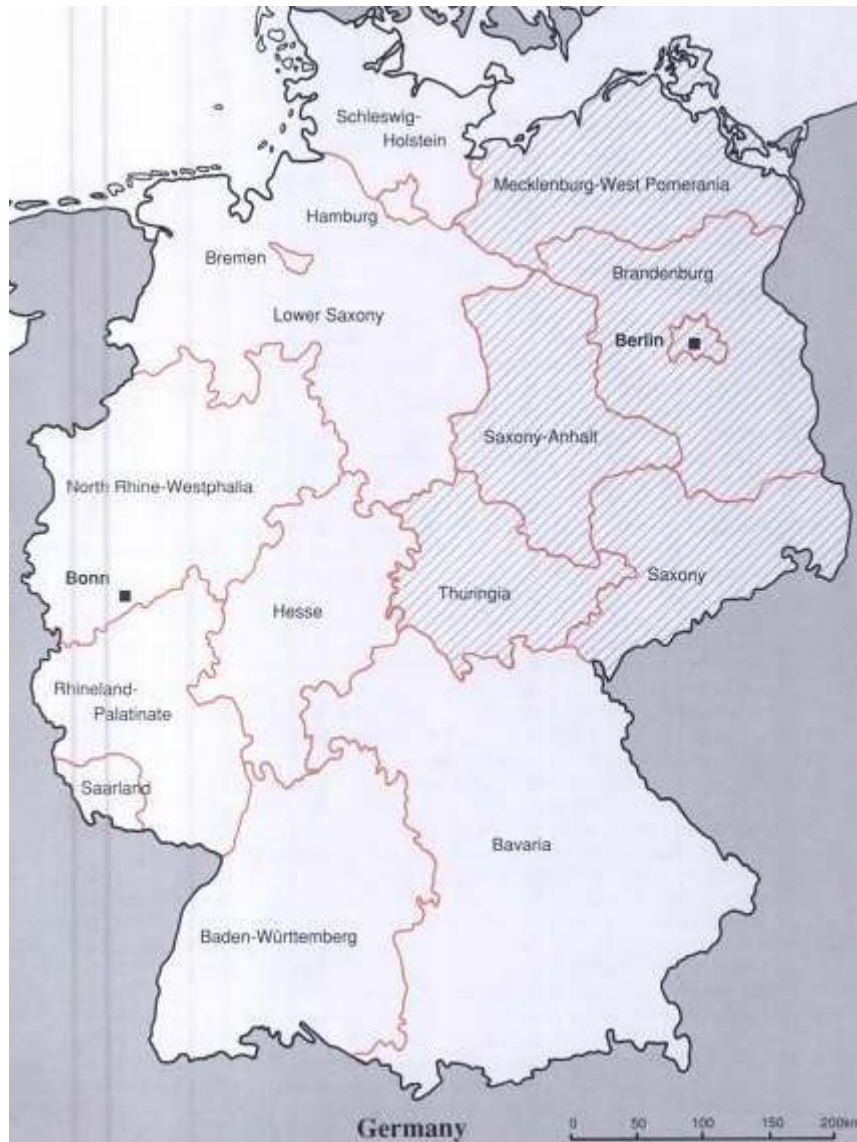 Schleswig-
Holstein
Mecklenburg-West Pomerania
Hamburg
Bremen
Brandenburg
Lower Saxony
Berlin
Saxony-Anhalt
North Rhine-Westphalia
Bonn
Saxony
Thuringia
Hesse
Rhineland-
Palatinate
Saarland
Bavaria
Baden-Württemberg
Germany
0 50 100 150 200km